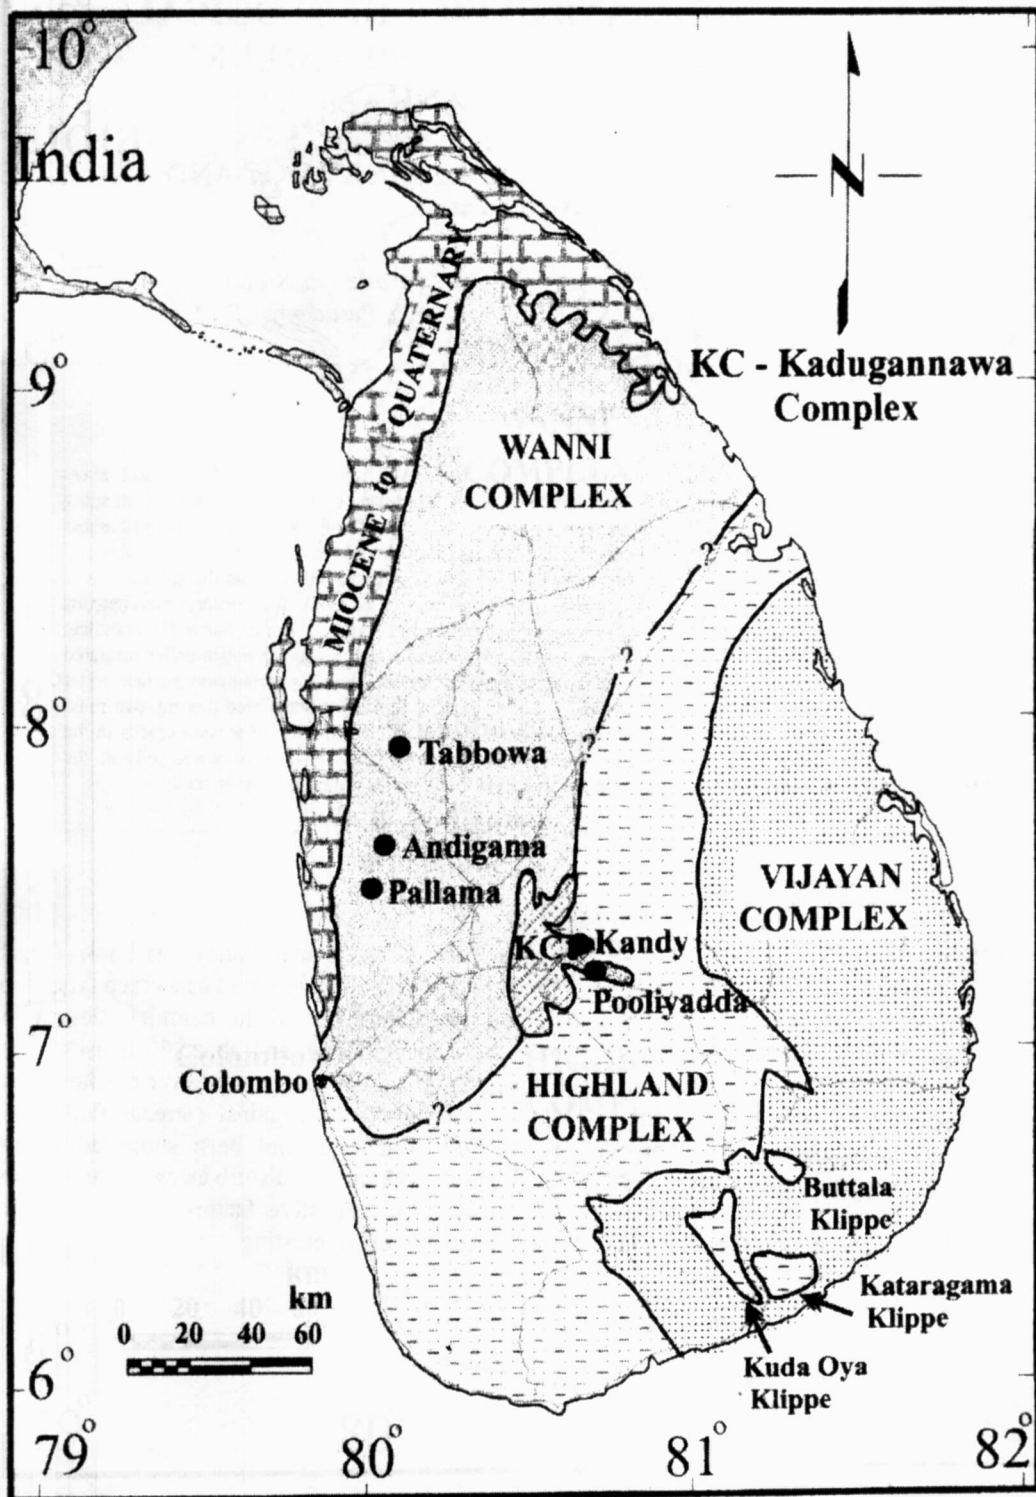 10°
India
9°
8°
7°
6°
79°
80°
81°
82°
N
KC - Kadugannawa
Complex
MIOCENE to QUATERNARY
WANNI
COMPLEX
?
?
?
Tabbowa
Andigama
Pallama
VIJAYAN
COMPLEX
KC
Kandy
Pooliyadda
Colombo
?
HIGHLAND
COMPLEX
Buttala
Klippe
Kataragama
Klippe
Kuda Oya
Klippe
km
0 20 40 60